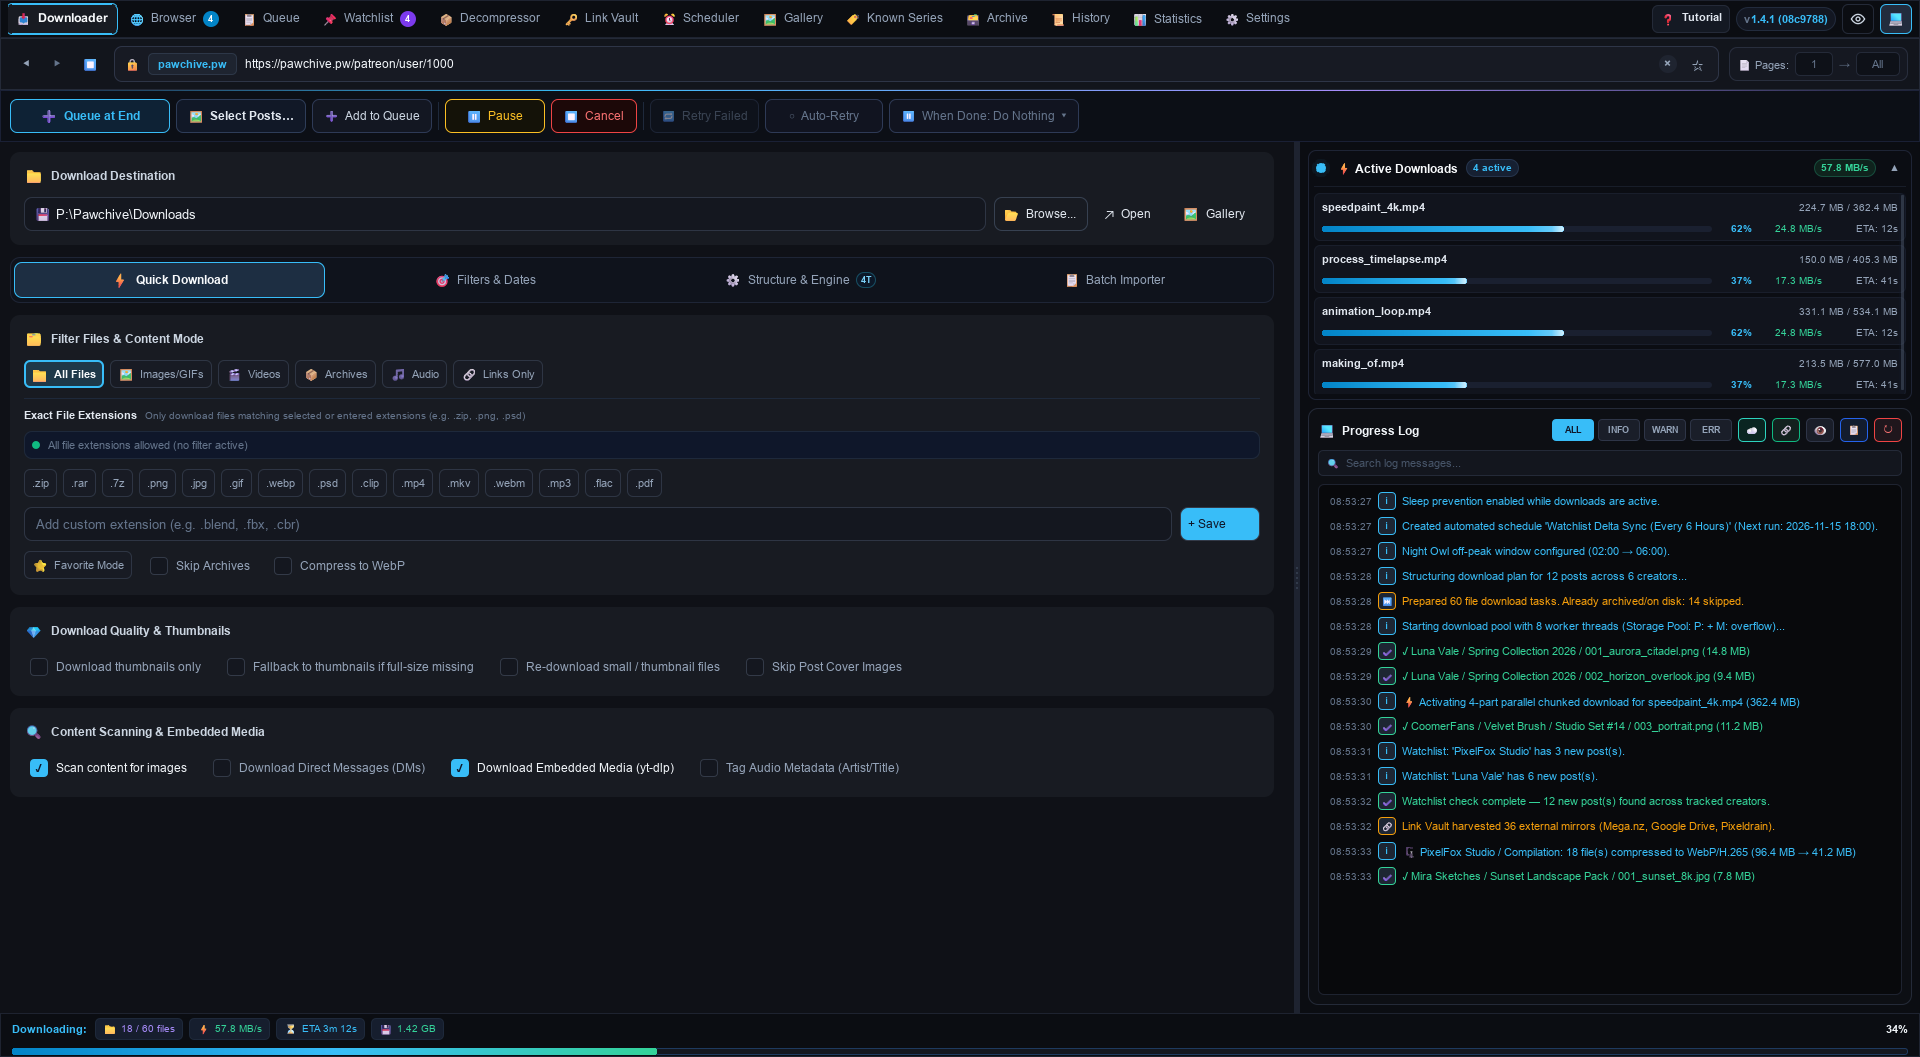 Downloader Browser 4 Queue Watchlist 4 Decompressor Link Vault Scheduler Gallery Known Series Archive History Statistics Settings Tutorial v1.4.1 (08c9788)
pawchive.pw https://pawchive.pw/patreon/user/1000 Pages: 1 → All
Queue at End Select Posts... Add to Queue Pause Cancel Retry Failed Auto-Retry When Done: Do Nothing
Download Destination
P:\Pawchive\Downloads Browse... Open Gallery
Quick Download Filters & Dates Structure & Engine 4T Batch Importer
Filter Files & Content Mode
All Files Images/GIFs Videos Archives Audio Links Only
Exact File Extensions Only download files matching selected or entered extensions (e.g. .zip, .png, .psd)
All file extensions allowed (no filter active)
.zip .rar .7z .png .jpg .gif .webp .psd .clip .mp4 .mkv .webm .mp3 .flac .pdf
Add custom extension (e.g. .blend, .fbx, .cbr) + Save
Favorite Mode Skip Archives Compress to WebP
Download Quality & Thumbnails
Download thumbnails only Fallback to thumbnails if full-size missing Re-download small / thumbnail files Skip Post Cover Images
Content Scanning & Embedded Media
Scan content for images Download Direct Messages (DMs) Download Embedded Media (yt-dlp) Tag Audio Metadata (Artist/Title)
Active Downloads 4 active 57.8 MB/s
speedpaint_4k.mp4 224.7 MB / 362.4 MB
62% 24.8 MB/s ETA: 12s
process_timelapse.mp4 150.0 MB / 405.3 MB
37% 17.3 MB/s ETA: 41s
animation_loop.mp4 331.1 MB / 534.1 MB
62% 24.8 MB/s ETA: 12s
making_of.mp4 213.5 MB / 577.0 MB
37% 17.3 MB/s ETA: 41s
Progress Log ALL INFO WARN ERR
Search log messages...
08:53:27 i Sleep prevention enabled while downloads are active.
08:53:27 i Created automated schedule 'Watchlist Delta Sync (Every 6 Hours)' (Next run: 2026-11-15 18:00).
08:53:27 i Night Owl off-peak window configured (02:00 → 06:00).
08:53:28 i Structuring download plan for 12 posts across 6 creators...
08:53:28 Prepared 60 file download tasks. Already archived/on disk: 14 skipped.
08:53:28 i Starting download pool with 8 worker threads (Storage Pool: P: + M: overflow)...
08:53:29 ✓ Luna Vale / Spring Collection 2026 / 001_aurora_citadel.png (14.8 MB)
08:53:29 ✓ Luna Vale / Spring Collection 2026 / 002_horizon_overlook.jpg (9.4 MB)
08:53:30 i Activating 4-part parallel chunked download for speedpaint_4k.mp4 (362.4 MB)
08:53:30 ✓ CoomerFans / Velvet Brush / Studio Set #14 / 003_portrait.png (11.2 MB)
08:53:31 i Watchlist: 'PixelFox Studio' has 3 new post(s).
08:53:31 i Watchlist: 'Luna Vale' has 6 new post(s).
08:53:32 Watchlist check complete — 12 new post(s) found across tracked creators.
08:53:32 Link Vault harvested 36 external mirrors (Mega.nz, Google Drive, Pixeldrain).
08:53:33 i PixelFox Studio / Compilation: 18 file(s) compressed to WebP/H.265 (96.4 MB → 41.2 MB)
08:53:33 ✓ Mira Sketches / Sunset Landscape Pack / 001_sunset_8k.jpg (7.8 MB)
Downloading: 18 / 60 files 57.8 MB/s ETA 3m 12s 1.42 GB 34%